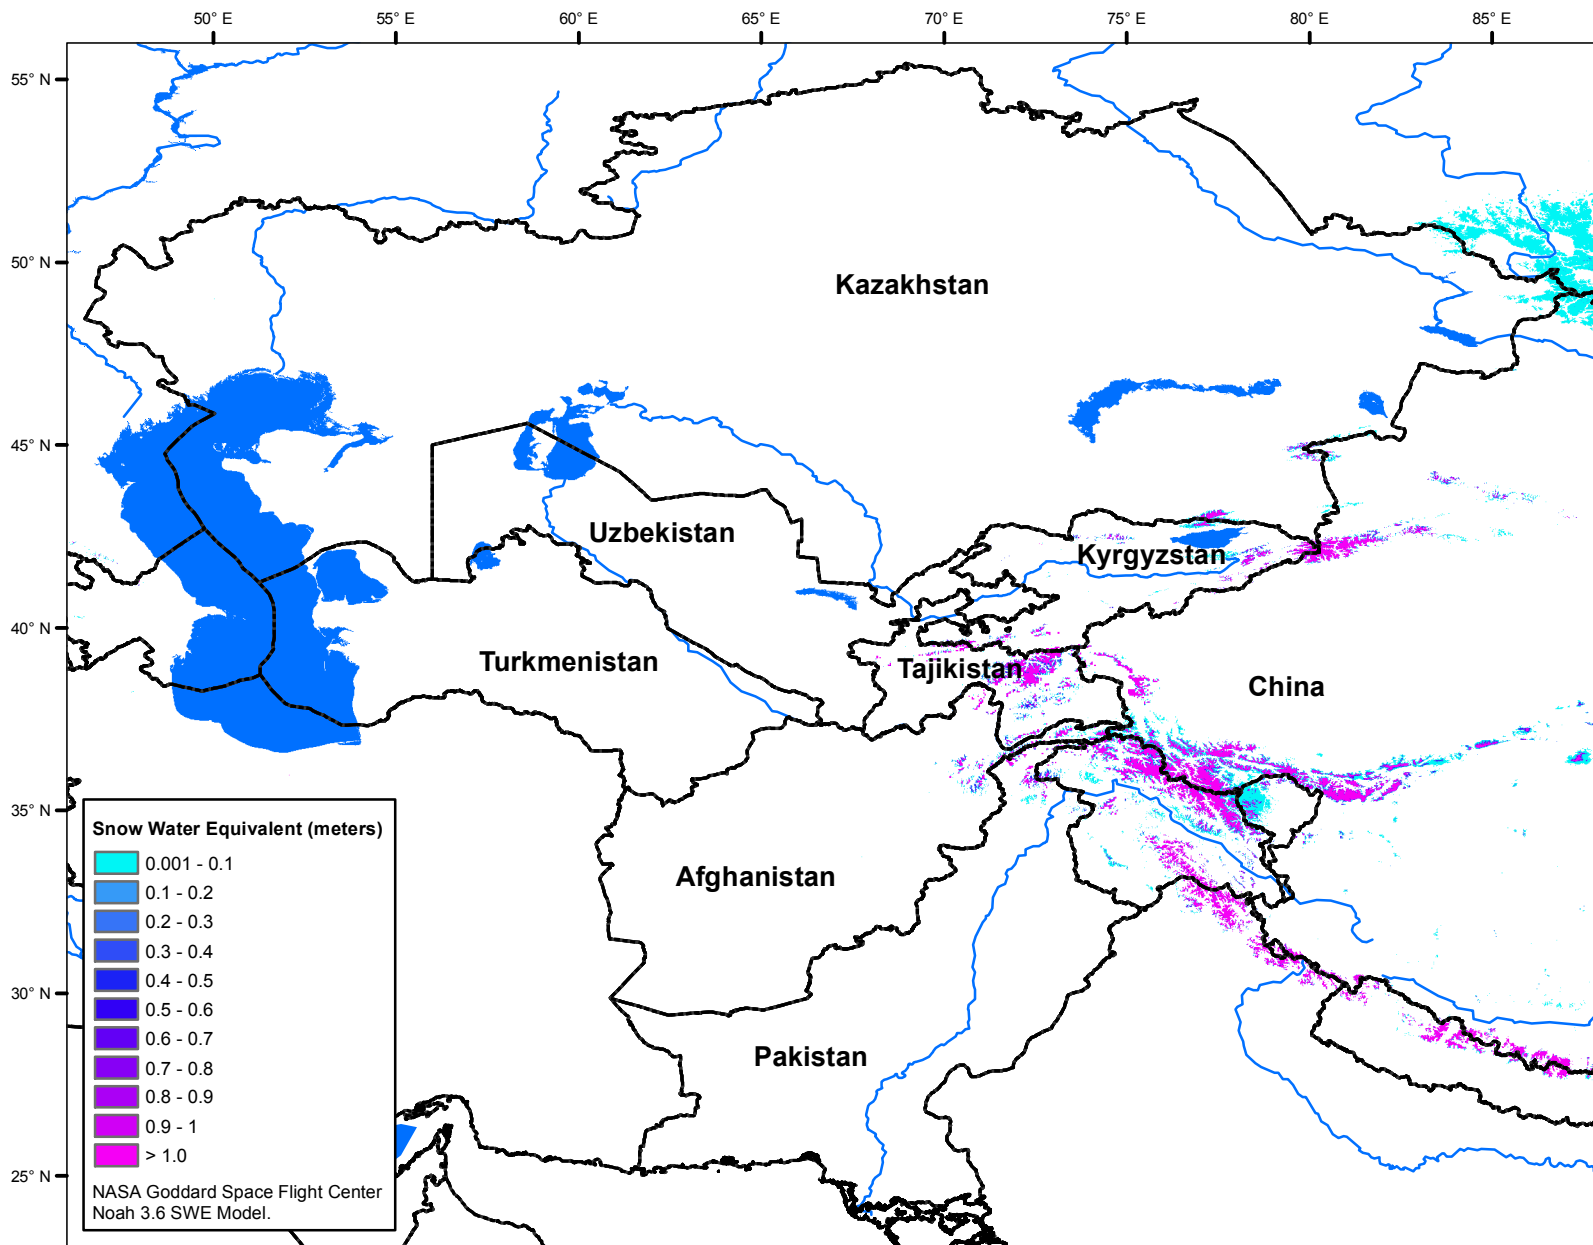 50° E 55° E 60° E 65° E 70° E 75° E 80° E 85° E
55° N
50° N
Kazakhstan
45° N
Uzbekistan
Kyrgyzstan
40° N
Turkmenistan
Tajikistan
China
35° N
Snow Water Equivalent (meters)
0.001 - 0.1
0.1 - 0.2
0.2 - 0.3
0.3 - 0.4
0.4 - 0.5
0.5 - 0.6
0.6 - 0.7
0.7 - 0.8
0.8 - 0.9
0.9 - 1
> 1.0
NASA Goddard Space Flight Center
Noah 3.6 SWE Model.
Afghanistan
30° N
Pakistan
25° N